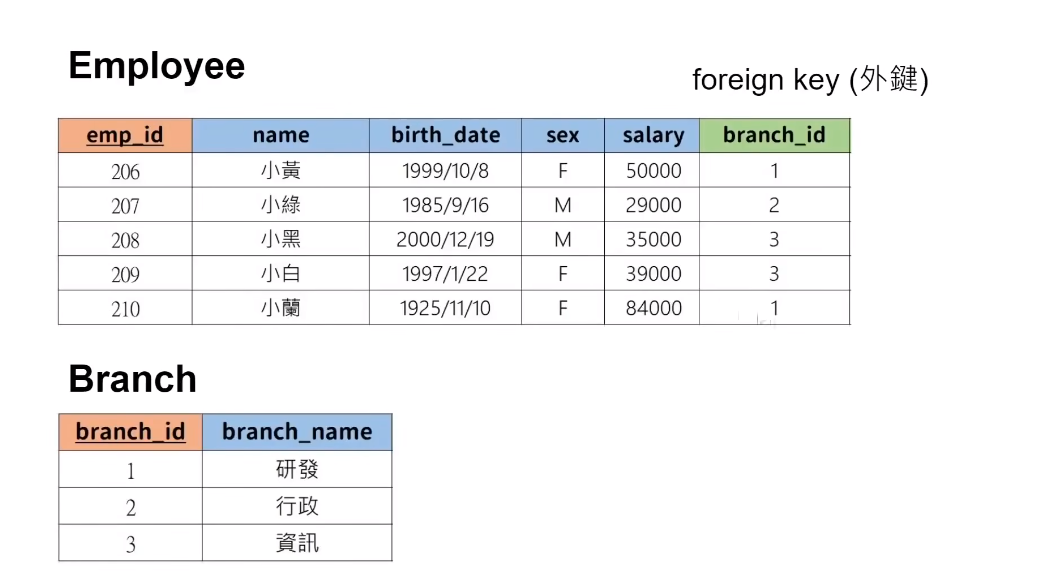 Employee
foreign key (外鍵)
emp_id name birth_date sex salary branch_id
206 小黃 1999/10/8 F 50000 1
207 小綠 1985/9/16 M 29000 2
208 小黑 2000/12/19 M 35000 3
209 小白 1997/1/22 F 39000 3
210 小蘭 1925/11/10 F 84000 1
Branch
branch_id branch_name
1 研發
2 行政
3 資訊